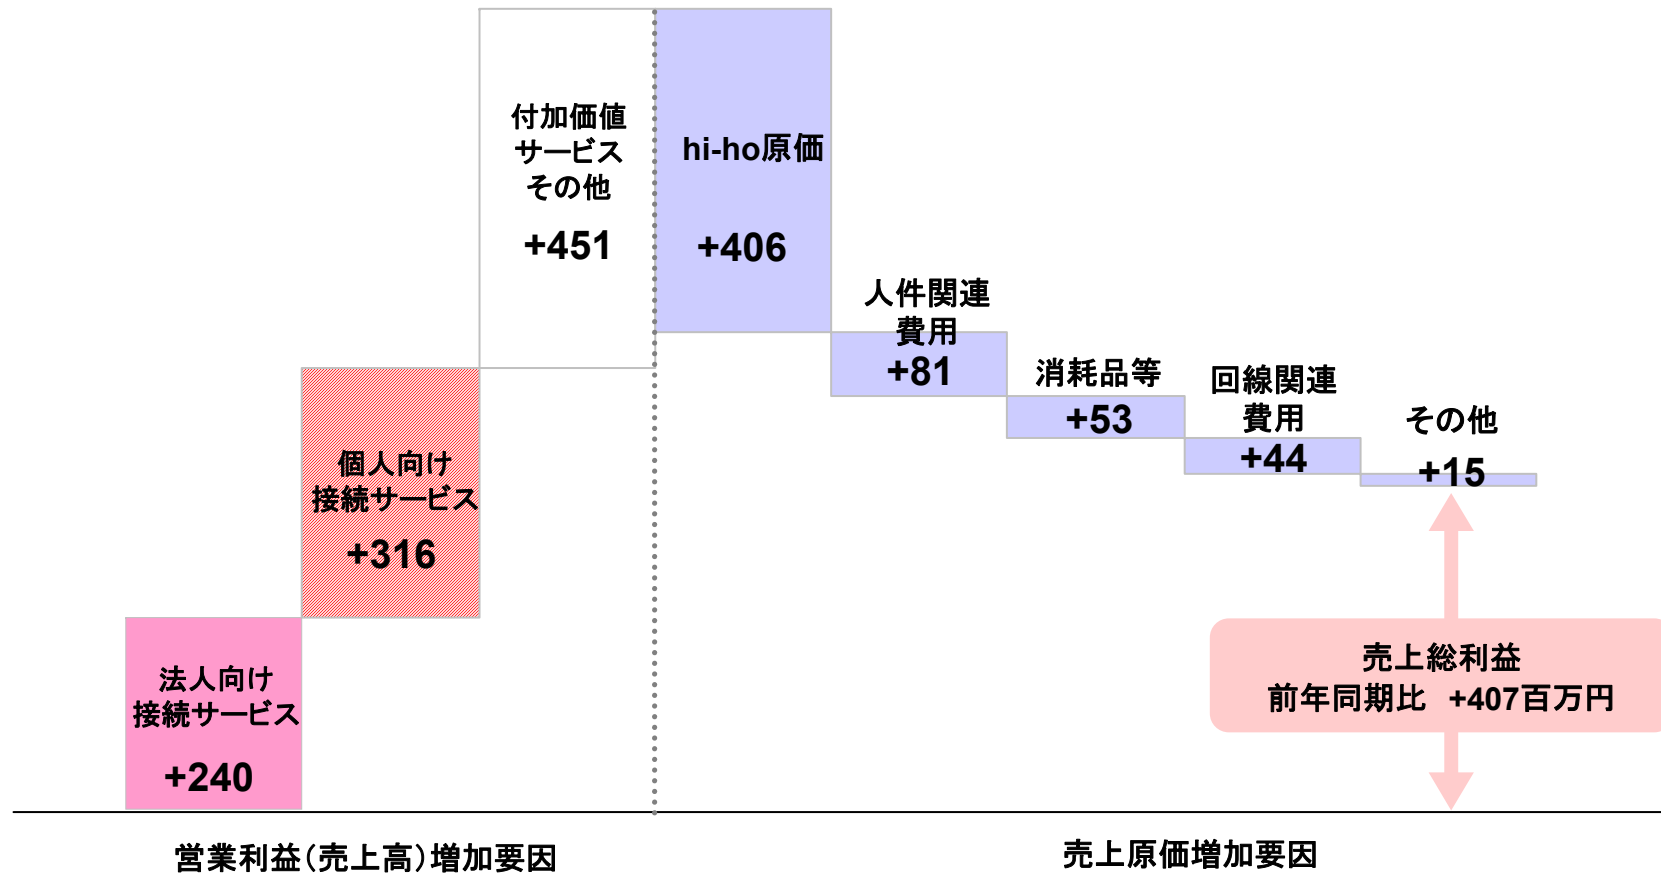 付加価値
サービス
その他
+451
hi-ho原価
+406
人件関連
費用
+81
消耗品等
+53
回線関連
費用
+44
その他
+15
個人向け
接続サービス
+316
法人向け
接続サービス
+240
売上総利益
前年同期比　+407百万円
営業利益(売上高)増加要因
売上原価増加要因